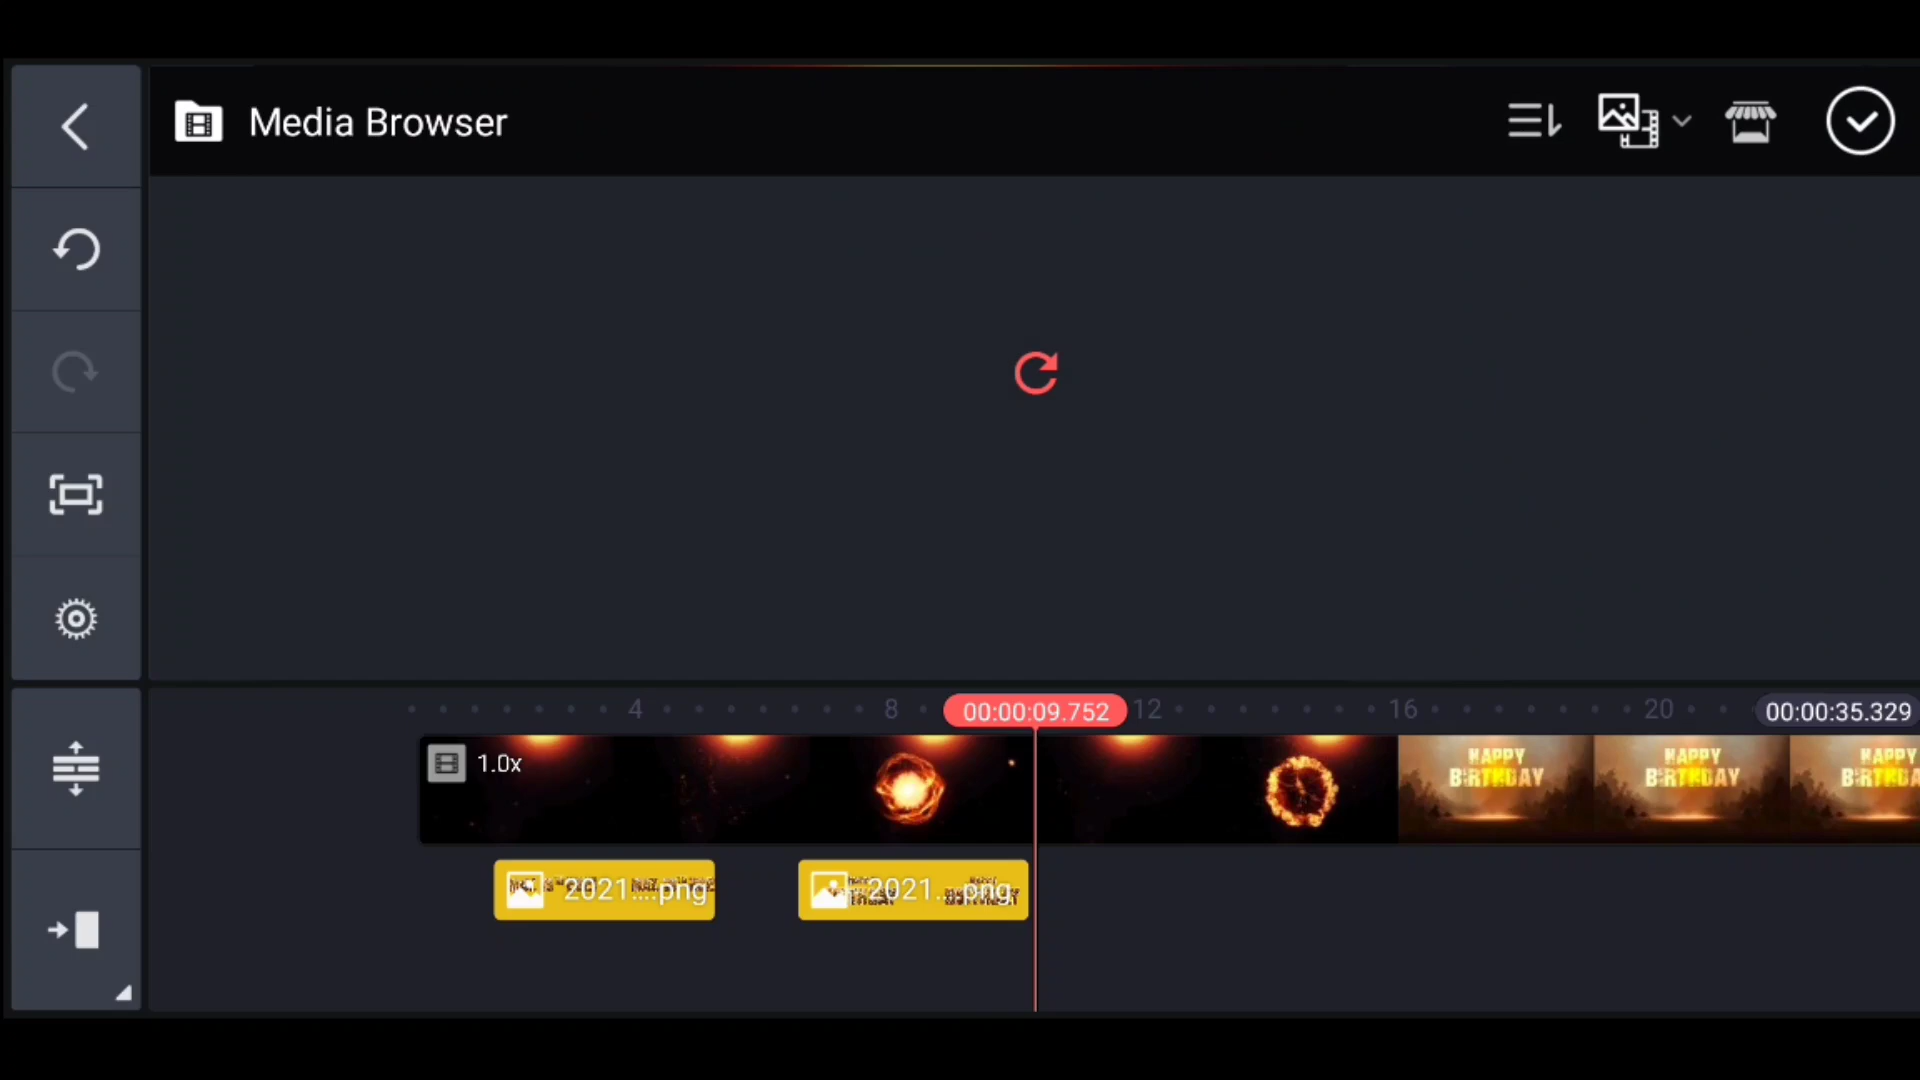 Media Browser
4 8 00:00:09.752 12 16 20 00:00:35.329
1.0x
HAPPY HAPPY HAPPY
BIRTHDAY BIRTHDAY
2021....png 2021...png